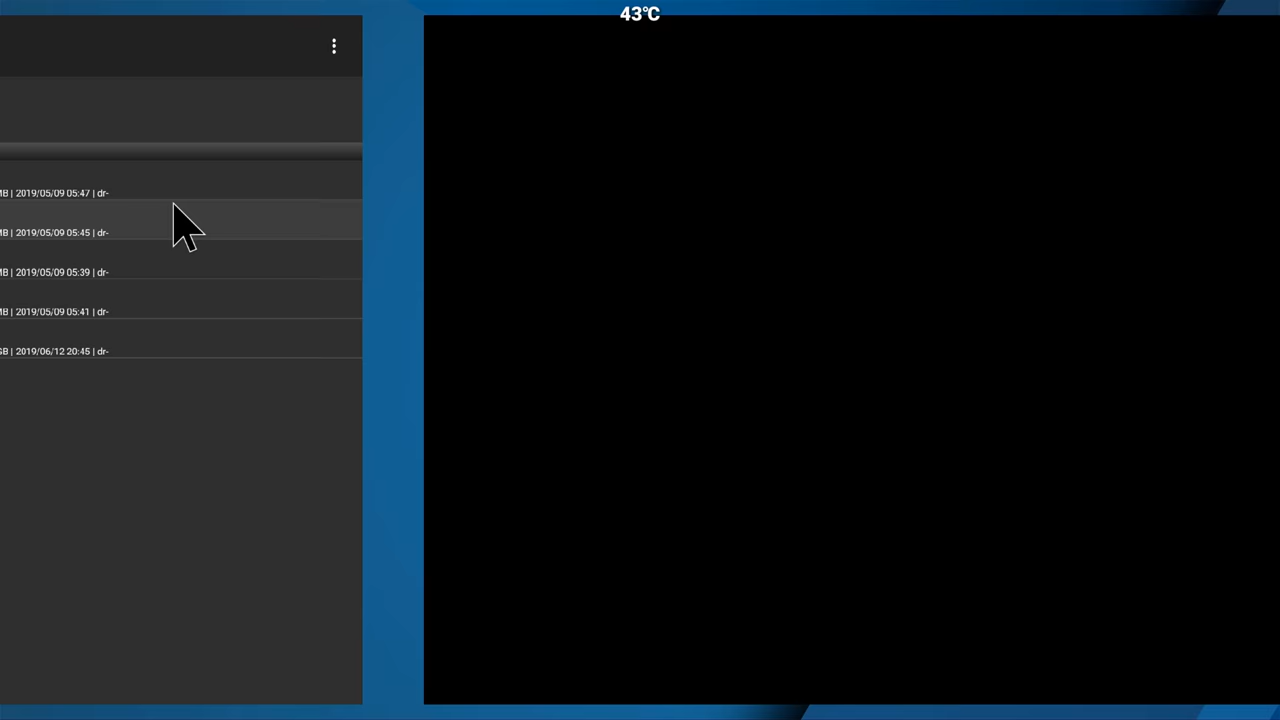 43°C
MB | 2019/05/09 05:47 | dr-
MB | 2019/05/09 05:45 | dr-
MB | 2019/05/09 05:39 | dr-
MB | 2019/05/09 05:41 | dr-
GB | 2019/06/12 20:45 | dr-